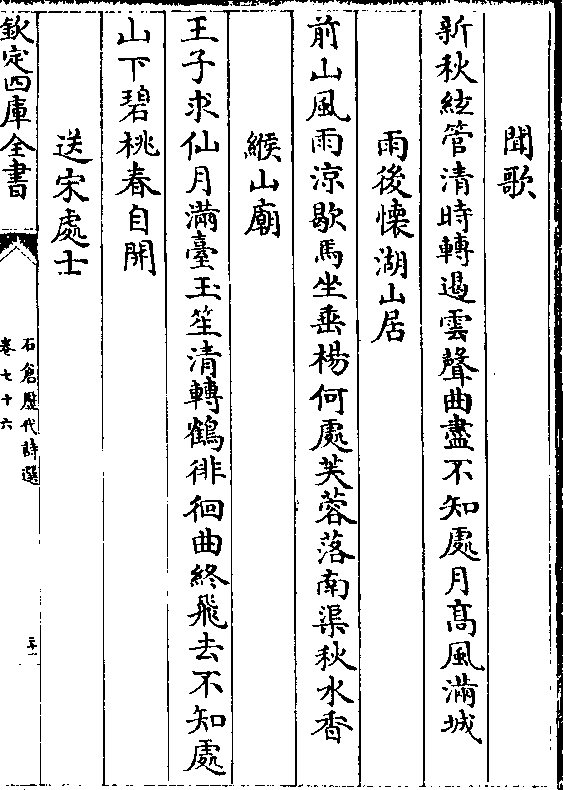 聞歌
新秋絃管清時轉遏雲聲曲盡不知處月髙風滿城
雨後懐湖山居
前山風雨涼歇馬坐垂楊何處芙蓉落南渠秋水香
緱山廟
王子求仙月滿臺玉笙清轉鶴徘徊曲終飛去不知處
山下碧桃春自開
送宋處士
欽定四庫全書
石倉歷代詩選
卷七十六